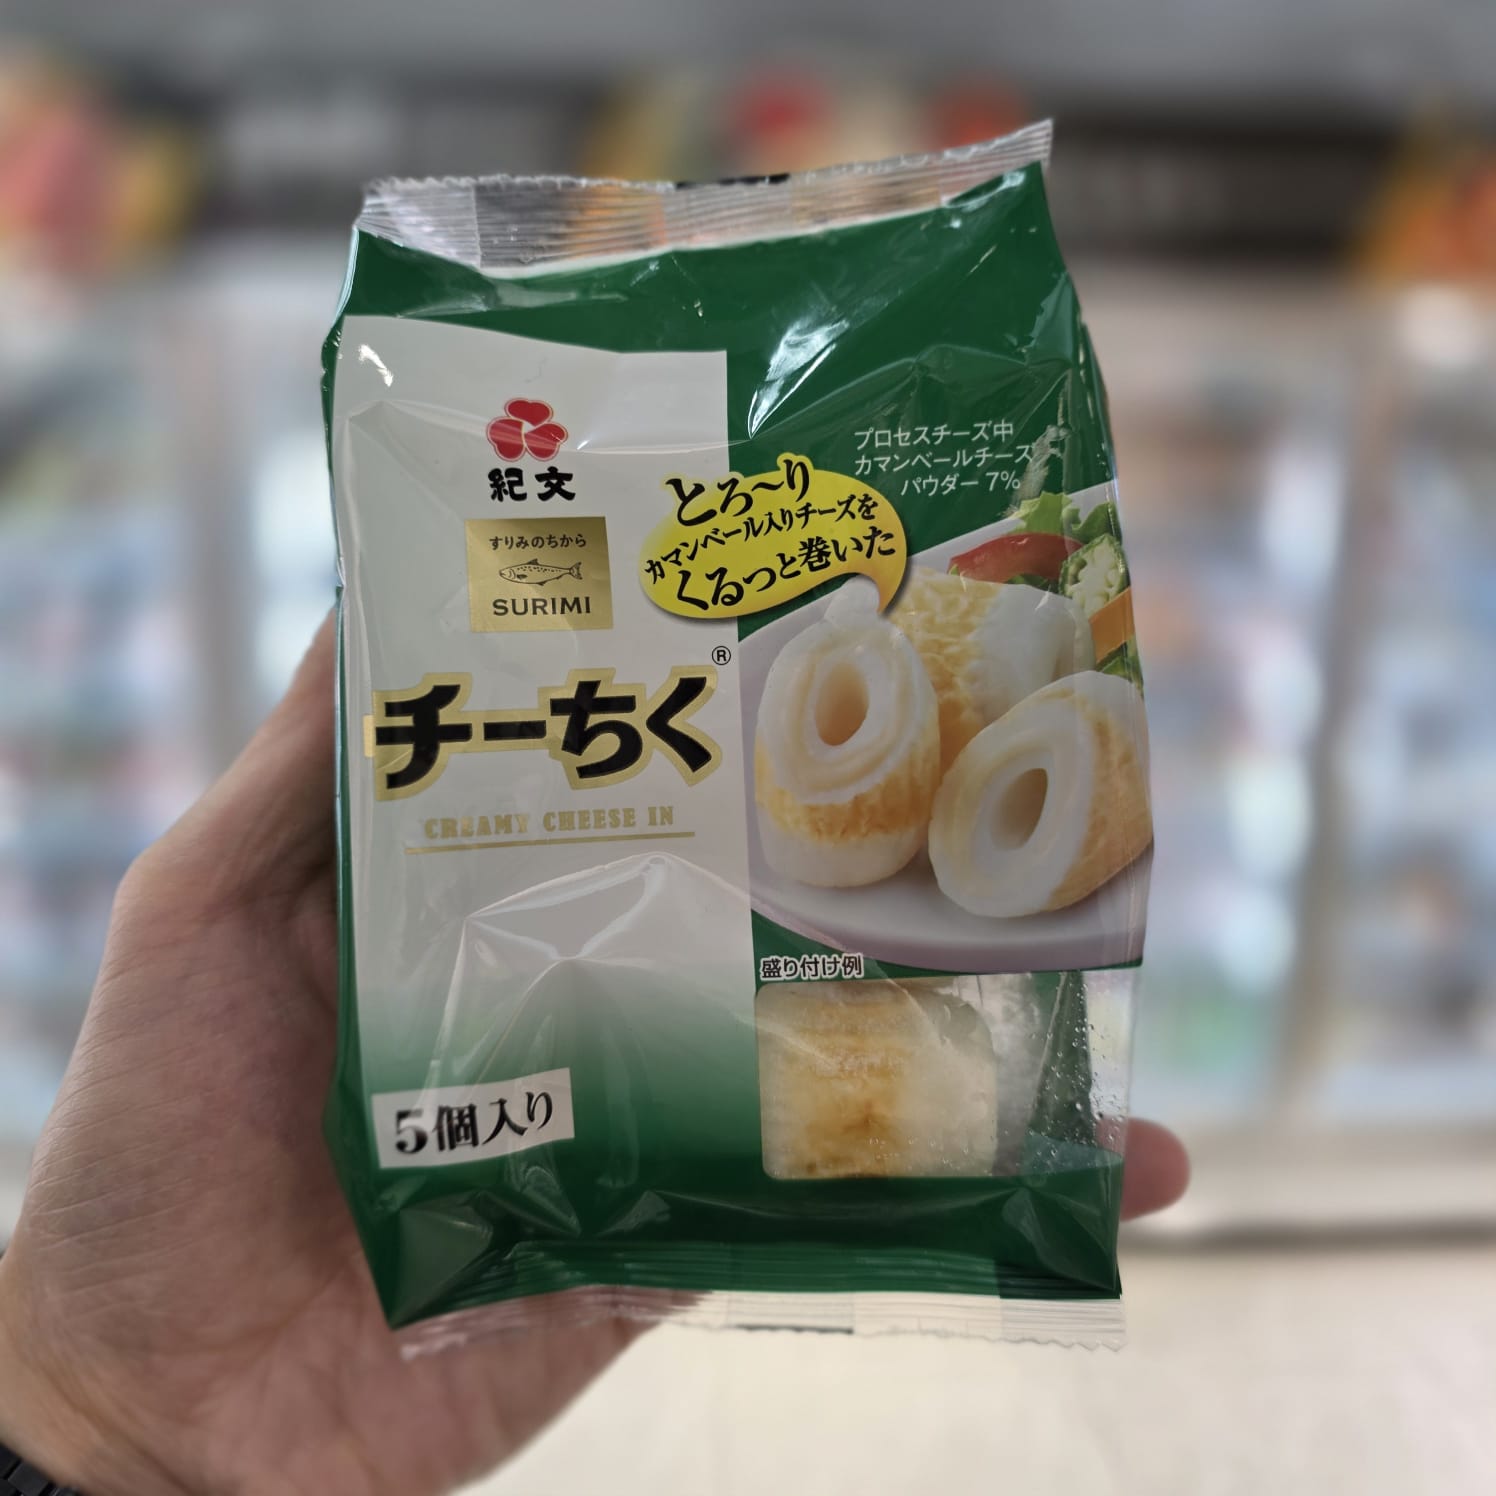 紀文
すりみのちから
SURIMI
チーちく®
CREAMY CHEESE IN
とろ〜り
カマンベール入りチーズを
くるっと巻いた
プロセスチーズ中
カマンベールチーズ
パウダー 7%
盛り付け例
5個入り